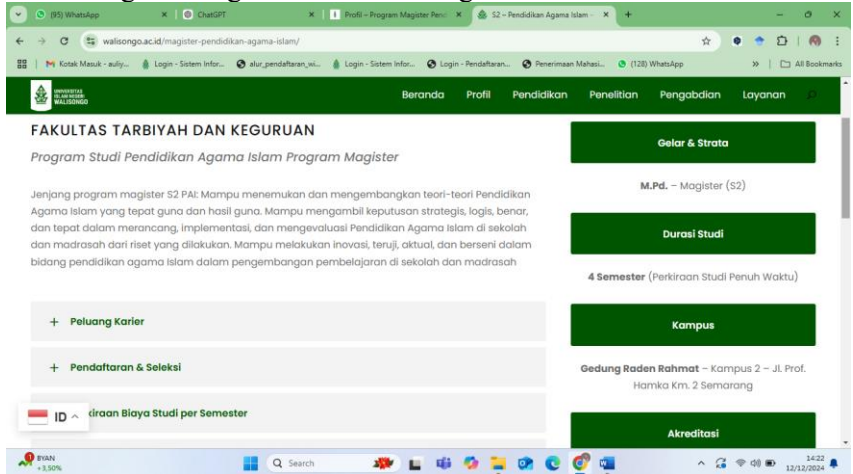 (95) WhatsApp
ChatGPT
Profil – Program Magister Pendi
S2 – Pendidikan Agama Islam –
walisongo.ac.id/magister-pendidikan-agama-islam/
Kotak Masuk - auliy...
Login - Sistem Infor...
alur_pendaftaran_wi...
Login - Sistem Infor...
Login - Pendaftaran...
Penerimaan Mahasi...
(128) WhatsApp
All Bookmarks
UNIVERSITAS
ISLAM NEGERI
WALISONGO
Beranda Profil Pendidikan Penelitian Pengabdian Layanan
FAKULTAS TARBIYAH DAN KEGURUAN
Program Studi Pendidikan Agama Islam Program Magister
Jenjang program magister S2 PAI: Mampu menemukan dan mengembangkan teori-teori Pendidikan
Agama Islam yang tepat guna dan hasil guna. Mampu mengambil keputusan strategis, logis, benar,
dan tepat dalam merancang, implementasi, dan mengevaluasi Pendidikan Agama Islam di sekolah
dan madrasah dari riset yang dilakukan. Mampu melakukan inovasi, teruji, aktual, dan berseni dalam
bidang pendidikan agama Islam dalam pengembangan pembelajaran di sekolah dan madrasah
+ Peluang Karier
+ Pendaftaran & Seleksi
kiraan Biaya Studi per Semester
ID
Gelar & Strata
M.Pd. – Magister (S2)
Durasi Studi
4 Semester (Perkiraan Studi Penuh Waktu)
Kampus
Gedung Raden Rahmat – Kampus 2 – Jl. Prof.
Hamka Km. 2 Semarang
Akreditasi
BYAN
+3,50%
Search
14:22
12/12/2024